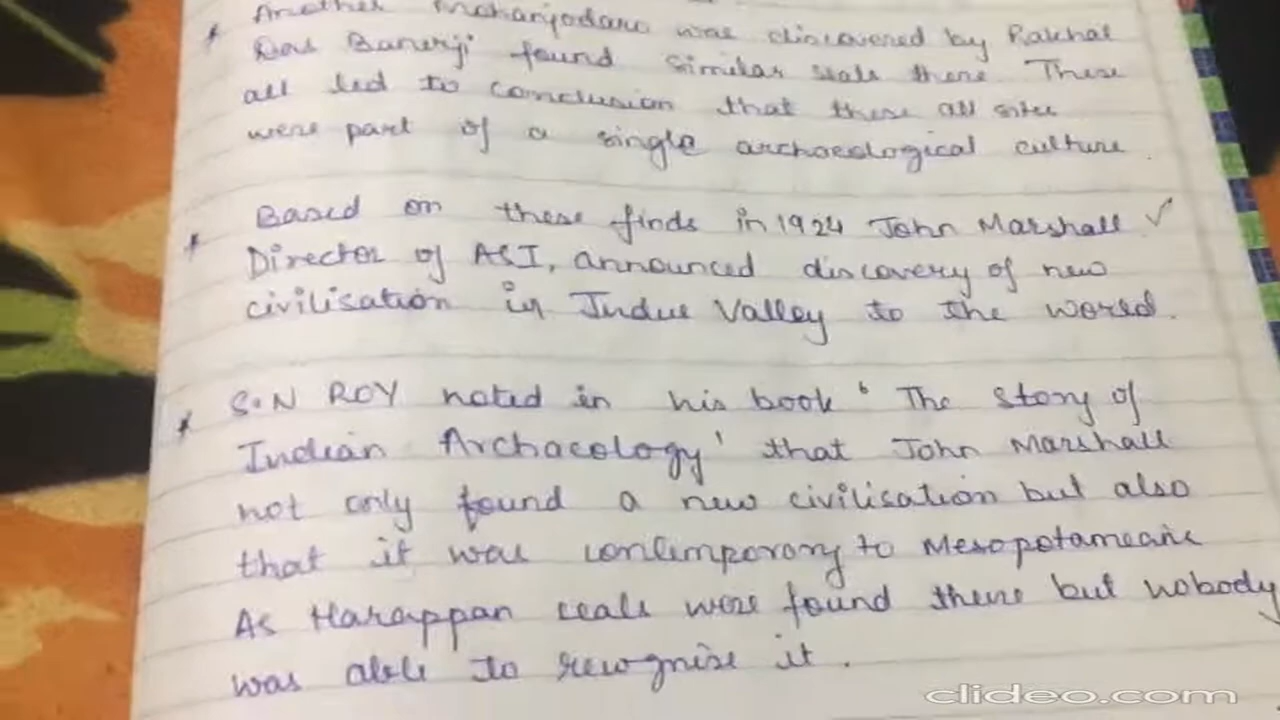 * Another Mohanjodaro was discovered by Rakhal
Das Banerji found similar seals there These
all led to conclusion that these all sites
were part of a single archaeological culture.
* Based on these finds in 1924 John Marshall ✓
Director of ASI, announced discovery of new
civilisation in Indus Valley to the world.
* S.N ROY noted in his book ' The story of
Indian Archaeology' that John Marshall
not only found a new civilisation but also
that it was contemporary to Mesopotameans
As Harappan seals were found there but nobody
was able to recognise it.
clideo.com